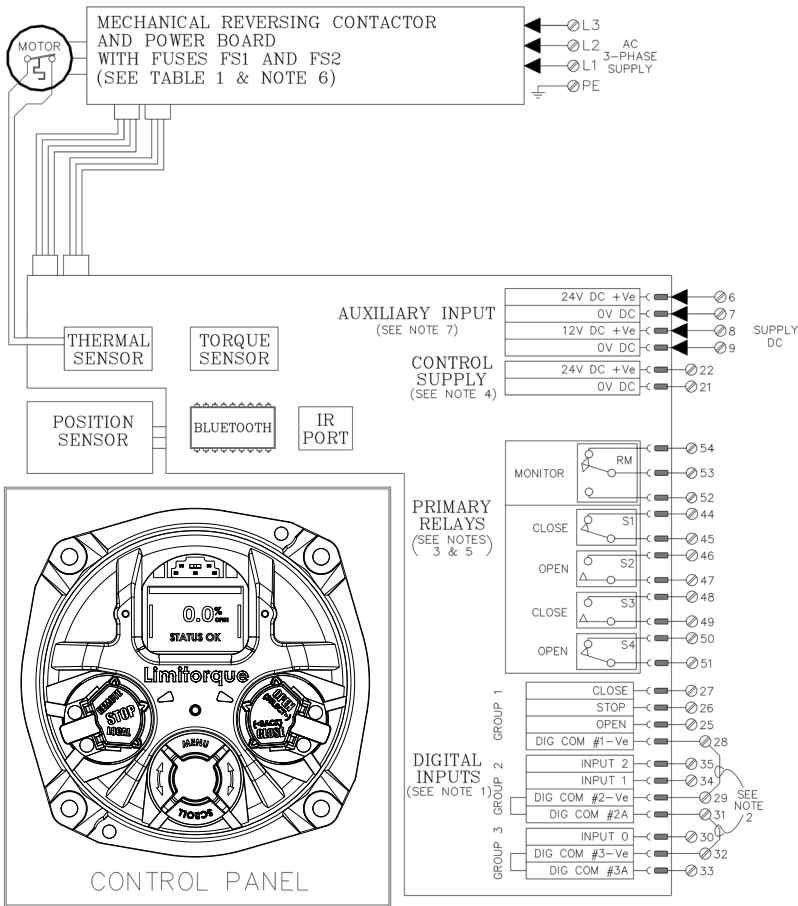 MECHANICAL REVERSING CONTACTOR
AND POWER BOARD
WITH FUSES FS1 AND FS2
(SEE TABLE 1 & NOTE 6)
MOTOR
L3
L2
L1
PE
AC
3-PHASE
SUPPLY
THERMAL
SENSOR
TORQUE
SENSOR
POSITION
SENSOR
BLUETOOTH
IR
PORT
AUXILIARY INPUT
(SEE NOTE 7)
24V DC +Ve
0V DC
12V DC +Ve
0V DC
6
7
8
9
SUPPLY
DC
CONTROL
SUPPLY
(SEE NOTE 4)
24V DC +Ve
0V DC
22
21
PRIMARY
RELAYS
(SEE NOTES)
3 & 5
MONITOR
RM
54
53
52
CLOSE
S1
44
45
OPEN
S2
46
47
CLOSE
S3
48
49
OPEN
S4
50
51
DIGITAL
INPUTS
(SEE NOTE 1)
GROUP 1
CLOSE
STOP
OPEN
DIG COM #1-Ve
27
26
25
28
GROUP 2
INPUT 2
INPUT 1
DIG COM #2-Ve
DIG COM #2A
35
34
29
31
GROUP 3
INPUT 0
DIG COM #3-Ve
DIG COM #3A
30
32
33
SEE
NOTE
2
0.0%
OPEN
STATUS OK
Limitorque
REMOTE
STOP
LOCAL
OPEN
(SELECT)
(BACK)
CLOSE
MENU
SCROLL
CONTROL PANEL